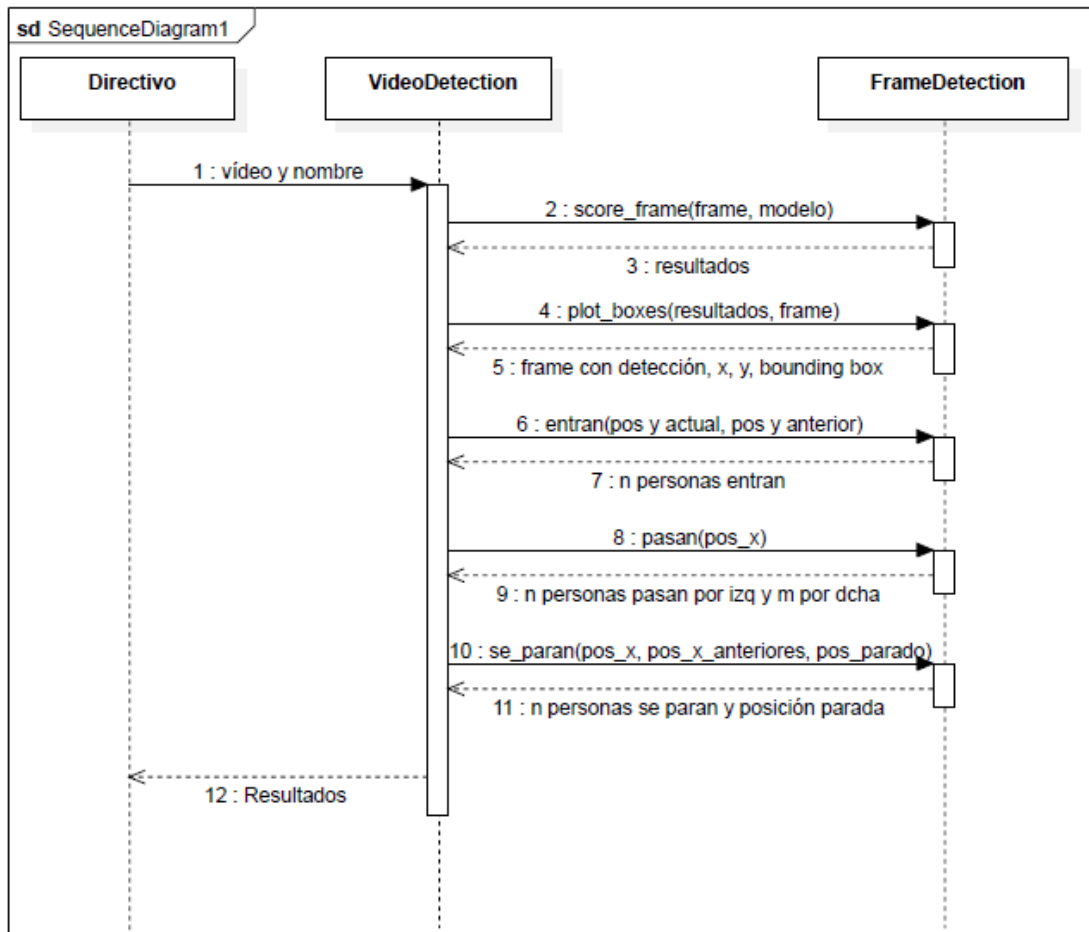 sd SequenceDiagram1
Directivo
VideoDetection
FrameDetection
1 : vídeo y nombre
2 : score_frame(frame, modelo)
3 : resultados
4 : plot_boxes(resultados, frame)
5 : frame con detección, x, y, bounding box
6 : entran(pos y actual, pos y anterior)
7 : n personas entran
8 : pasan(pos_x)
9 : n personas pasan por izq y m por dcha
10 : se_paran(pos_x, pos_x_anteriores, pos_parado)
11 : n personas se paran y posición parada
12 : Resultados